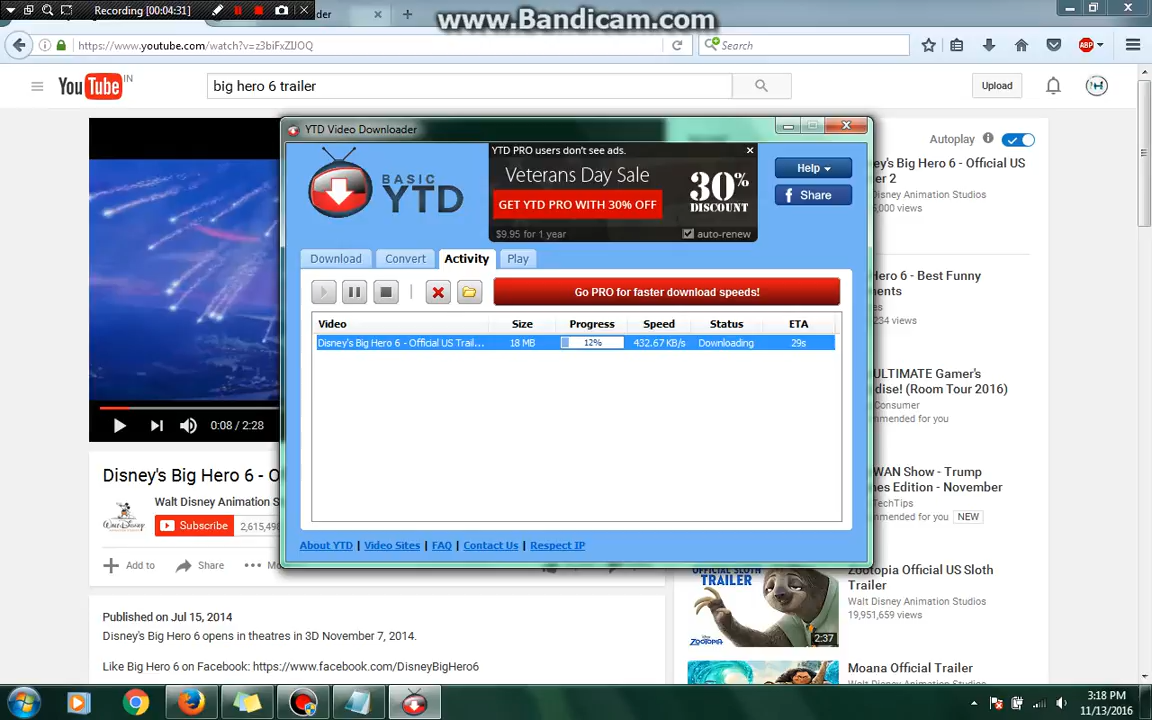 Recording [00:04:31]
www.Bandicam.com
der
https://www.youtube.com/watch?v=z3biFxZlJOQ
Search
ABP
YouTube IN
big hero 6 trailer
Upload
YTD Video Downloader
YTD PRO users don't see ads.
Veterans Day Sale
GET YTD PRO WITH 30% OFF
30% DISCOUNT
$9.95 for 1 year
auto-renew
BASIC
YTD
Help
Share
Download
Convert
Activity
Play
Go PRO for faster download speeds!
Video Size Progress Speed Status ETA
Disney's Big Hero 6 - Official US Trail... 18 MB 12% 432.67 KB/s Downloading 29s
About YTD | Video Sites | FAQ | Contact Us | Respect IP
0:08 / 2:28
Disney's Big Hero 6 - O
Walt Disney Animation S
Subscribe 2,615,49
Add to Share ••• Mo
Published on Jul 15, 2014
Disney's Big Hero 6 opens in theatres in 3D November 7, 2014.
Like Big Hero 6 on Facebook: https://www.facebook.com/DisneyBigHero6
Autoplay
ey's Big Hero 6 - Official US
er 2
Disney Animation Studios
5,000 views
Hero 6 - Best Funny
ents
234 views
ULTIMATE Gamer's
dise! (Room Tour 2016)
Consumer
mended for you
WAN Show - Trump
nes Edition - November
TechTips
mmended for you NEW
OFFICIAL SLOTH
TRAILER
ZOOTOPIA
2:37
Zootopia Official US Sloth
Trailer
Walt Disney Animation Studios
19,951,659 views
Moana Official Trailer
3:18 PM
11/13/2016